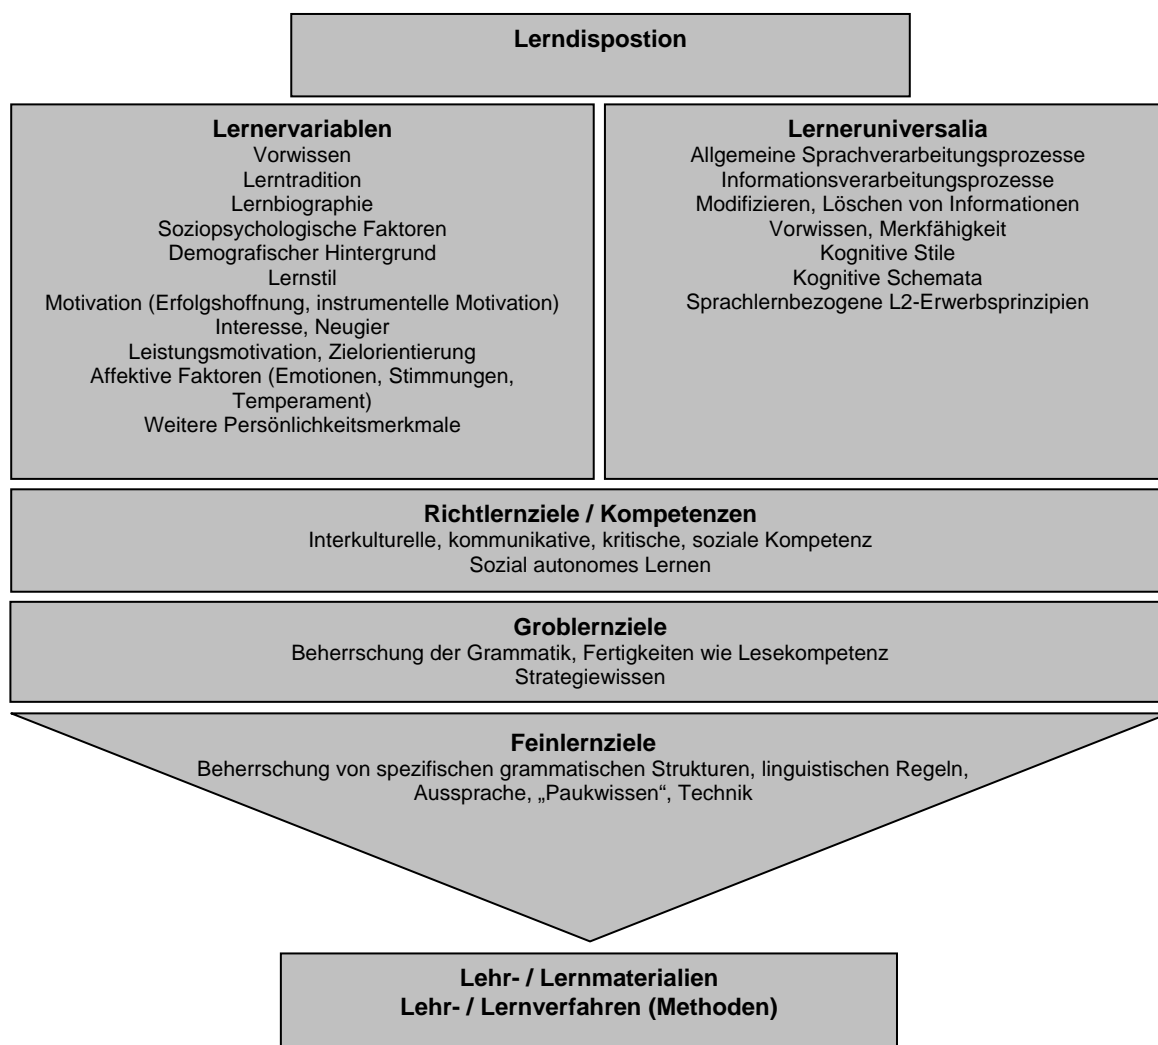 Lerndispostion
Lernervariablen
Vorwissen
Lerntradition
Lernbiographie
Soziopsychologische Faktoren
Demografischer Hintergrund
Lernstil
Motivation (Erfolgshoffnung, instrumentelle Motivation)
Interesse, Neugier
Leistungsmotivation, Zielorientierung
Affektive Faktoren (Emotionen, Stimmungen,
Temperament)
Weitere Persönlichkeitsmerkmale
Lerneruniversalia
Allgemeine Sprachverarbeitungsprozesse
Informationsverarbeitungsprozesse
Modifizieren, Löschen von Informationen
Vorwissen, Merkfähigkeit
Kognitive Stile
Kognitive Schemata
Sprachlernbezogene L2-Erwerbsprinzipien
Richtlernziele / Kompetenzen
Interkulturelle, kommunikative, kritische, soziale Kompetenz
Sozial autonomes Lernen
Groblernziele
Beherrschung der Grammatik, Fertigkeiten wie Lesekompetenz
Strategiewissen
Feinlernziele
Beherrschung von spezifischen grammatischen Strukturen, linguistischen Regeln,
Aussprache, „Paukwissen“, Technik
Lehr- / Lernmaterialien
Lehr- / Lernverfahren (Methoden)